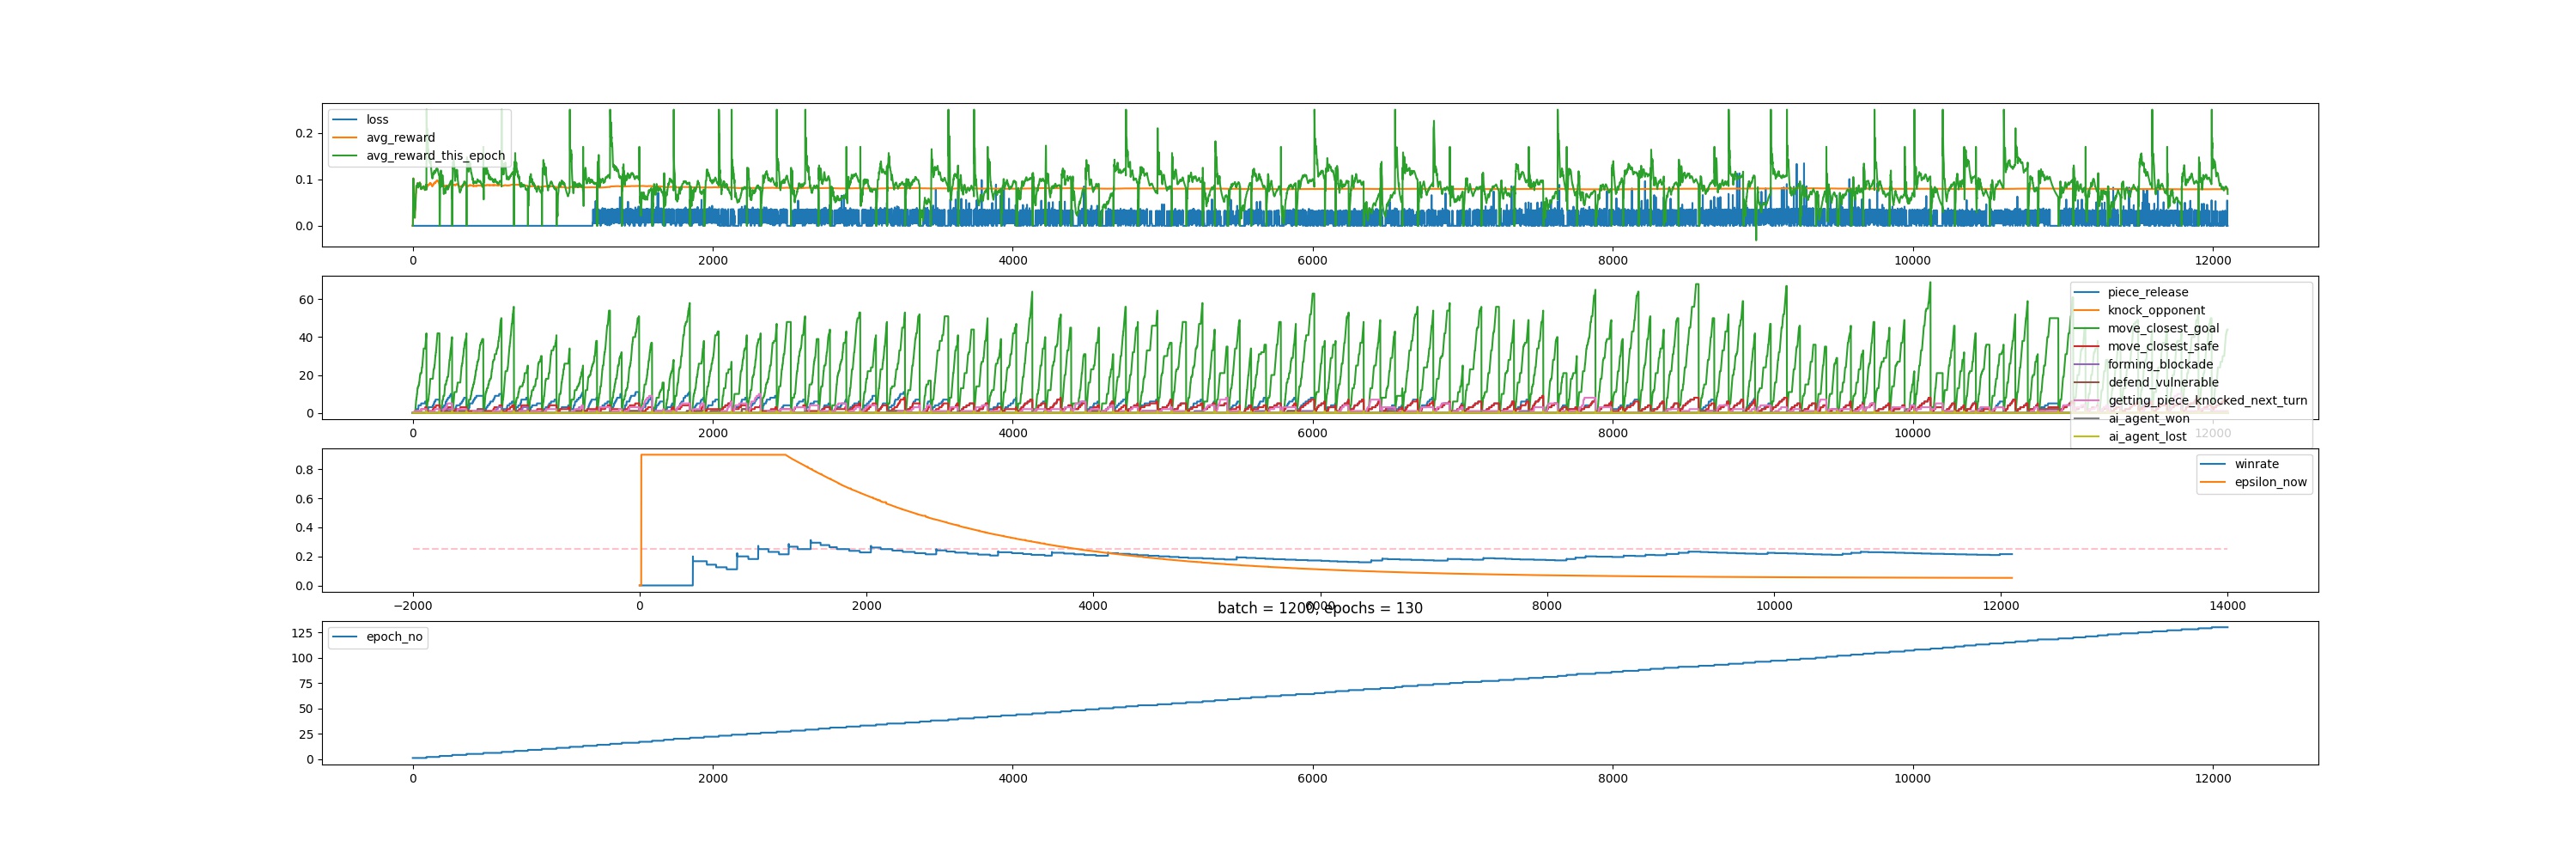 0.2
0.1
0.0
loss
avg_reward
avg_reward_this_epoch
0 2000 4000 6000 8000 10000 12000
60
40
20
0
piece_release
knock_opponent
move_closest_goal
move_closest_safe
forming_blockade
defend_vulnerable
getting_piece_knocked_next_turn
ai_agent_won
ai_agent_lost
0 2000 4000 6000 8000 10000 12000
0.8
0.6
0.4
0.2
0.0
winrate
epsilon_now
−2000 0 2000 4000 6000 8000 10000 12000 14000
batch = 1200, epochs = 130
125
100
75
50
25
0
epoch_no
0 2000 4000 6000 8000 10000 12000